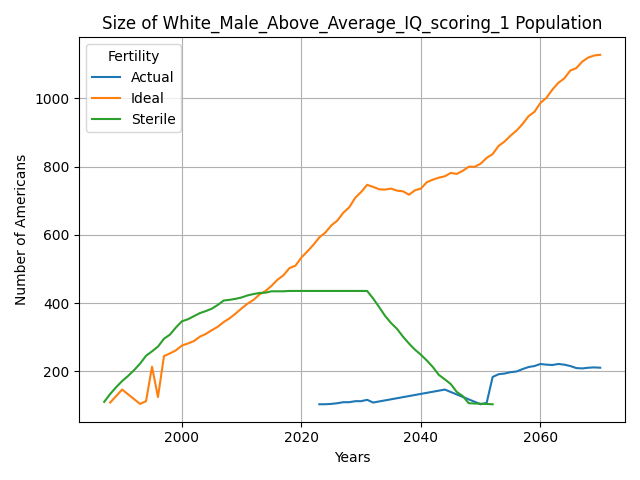 Size of White_Male_Above_Average_IQ_scoring_1 Population
Fertility
Actual
Ideal
Sterile
Number of Americans
1000
800
600
400
200
2000
2020
2040
2060
Years